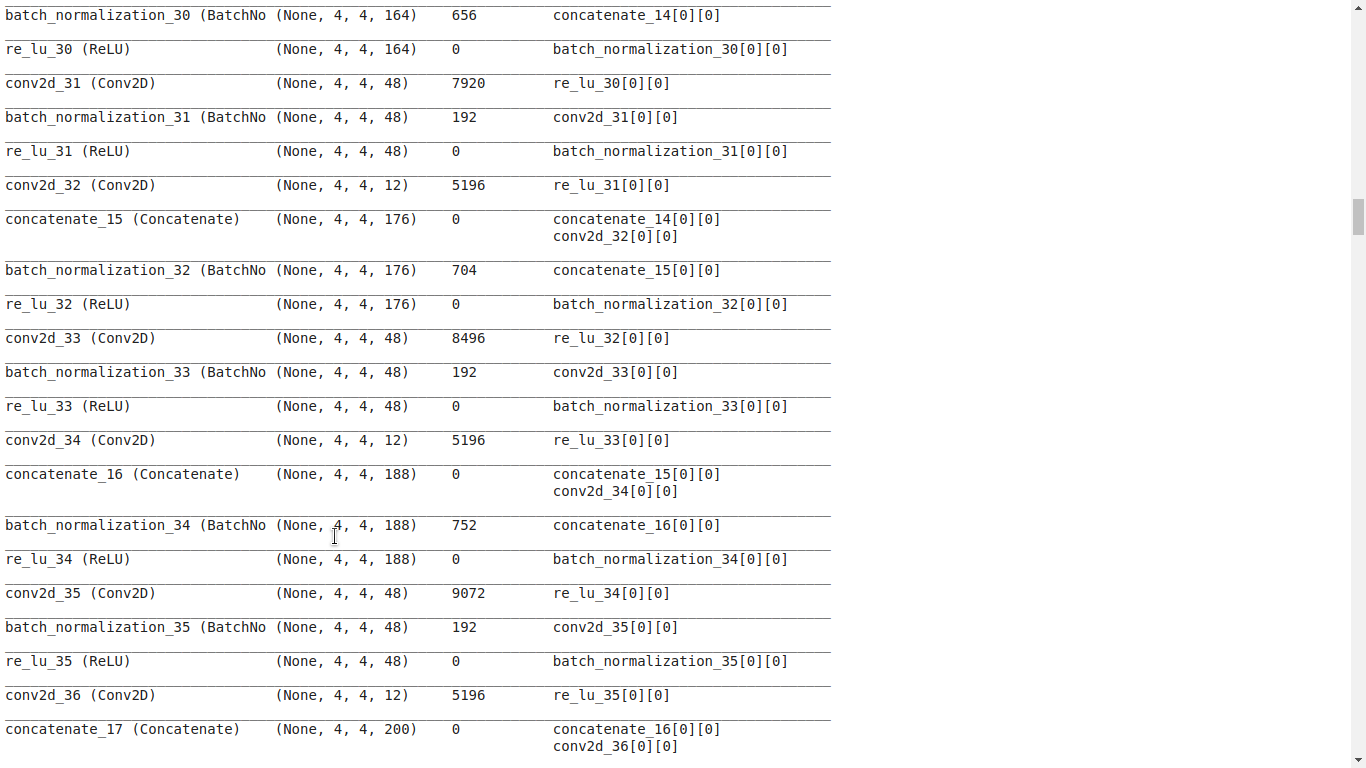 batch_normalization_30 (BatchNo (None, 4, 4, 164) 656 concatenate_14[0][0]
re_lu_30 (ReLU) (None, 4, 4, 164) 0 batch_normalization_30[0][0]
conv2d_31 (Conv2D) (None, 4, 4, 48) 7920 re_lu_30[0][0]
batch_normalization_31 (BatchNo (None, 4, 4, 48) 192 conv2d_31[0][0]
re_lu_31 (ReLU) (None, 4, 4, 48) 0 batch_normalization_31[0][0]
conv2d_32 (Conv2D) (None, 4, 4, 12) 5196 re_lu_31[0][0]
concatenate_15 (Concatenate) (None, 4, 4, 176) 0 concatenate_14[0][0]
conv2d_32[0][0]
batch_normalization_32 (BatchNo (None, 4, 4, 176) 704 concatenate_15[0][0]
re_lu_32 (ReLU) (None, 4, 4, 176) 0 batch_normalization_32[0][0]
conv2d_33 (Conv2D) (None, 4, 4, 48) 8496 re_lu_32[0][0]
batch_normalization_33 (BatchNo (None, 4, 4, 48) 192 conv2d_33[0][0]
re_lu_33 (ReLU) (None, 4, 4, 48) 0 batch_normalization_33[0][0]
conv2d_34 (Conv2D) (None, 4, 4, 12) 5196 re_lu_33[0][0]
concatenate_16 (Concatenate) (None, 4, 4, 188) 0 concatenate_15[0][0]
conv2d_34[0][0]
batch_normalization_34 (BatchNo (None, 4, 4, 188) 752 concatenate_16[0][0]
re_lu_34 (ReLU) (None, 4, 4, 188) 0 batch_normalization_34[0][0]
conv2d_35 (Conv2D) (None, 4, 4, 48) 9072 re_lu_34[0][0]
batch_normalization_35 (BatchNo (None, 4, 4, 48) 192 conv2d_35[0][0]
re_lu_35 (ReLU) (None, 4, 4, 48) 0 batch_normalization_35[0][0]
conv2d_36 (Conv2D) (None, 4, 4, 12) 5196 re_lu_35[0][0]
concatenate_17 (Concatenate) (None, 4, 4, 200) 0 concatenate_16[0][0]
conv2d_36[0][0]